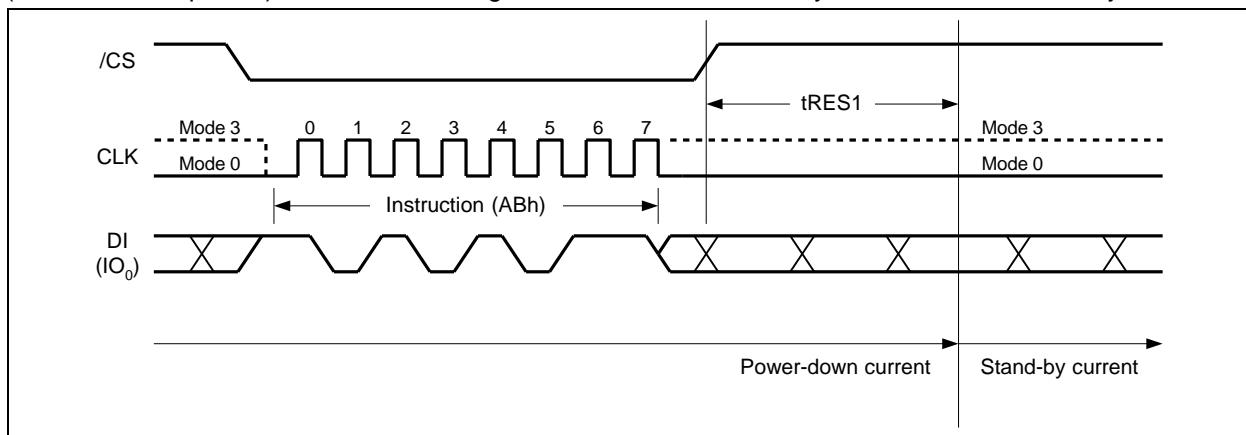 /CS
tRES1
Mode 3 0 1 2 3 4 5 6 7 Mode 3
CLK
Mode 0 Mode 0
Instruction (ABh)
DI
(IO0)
Power-down current Stand-by current